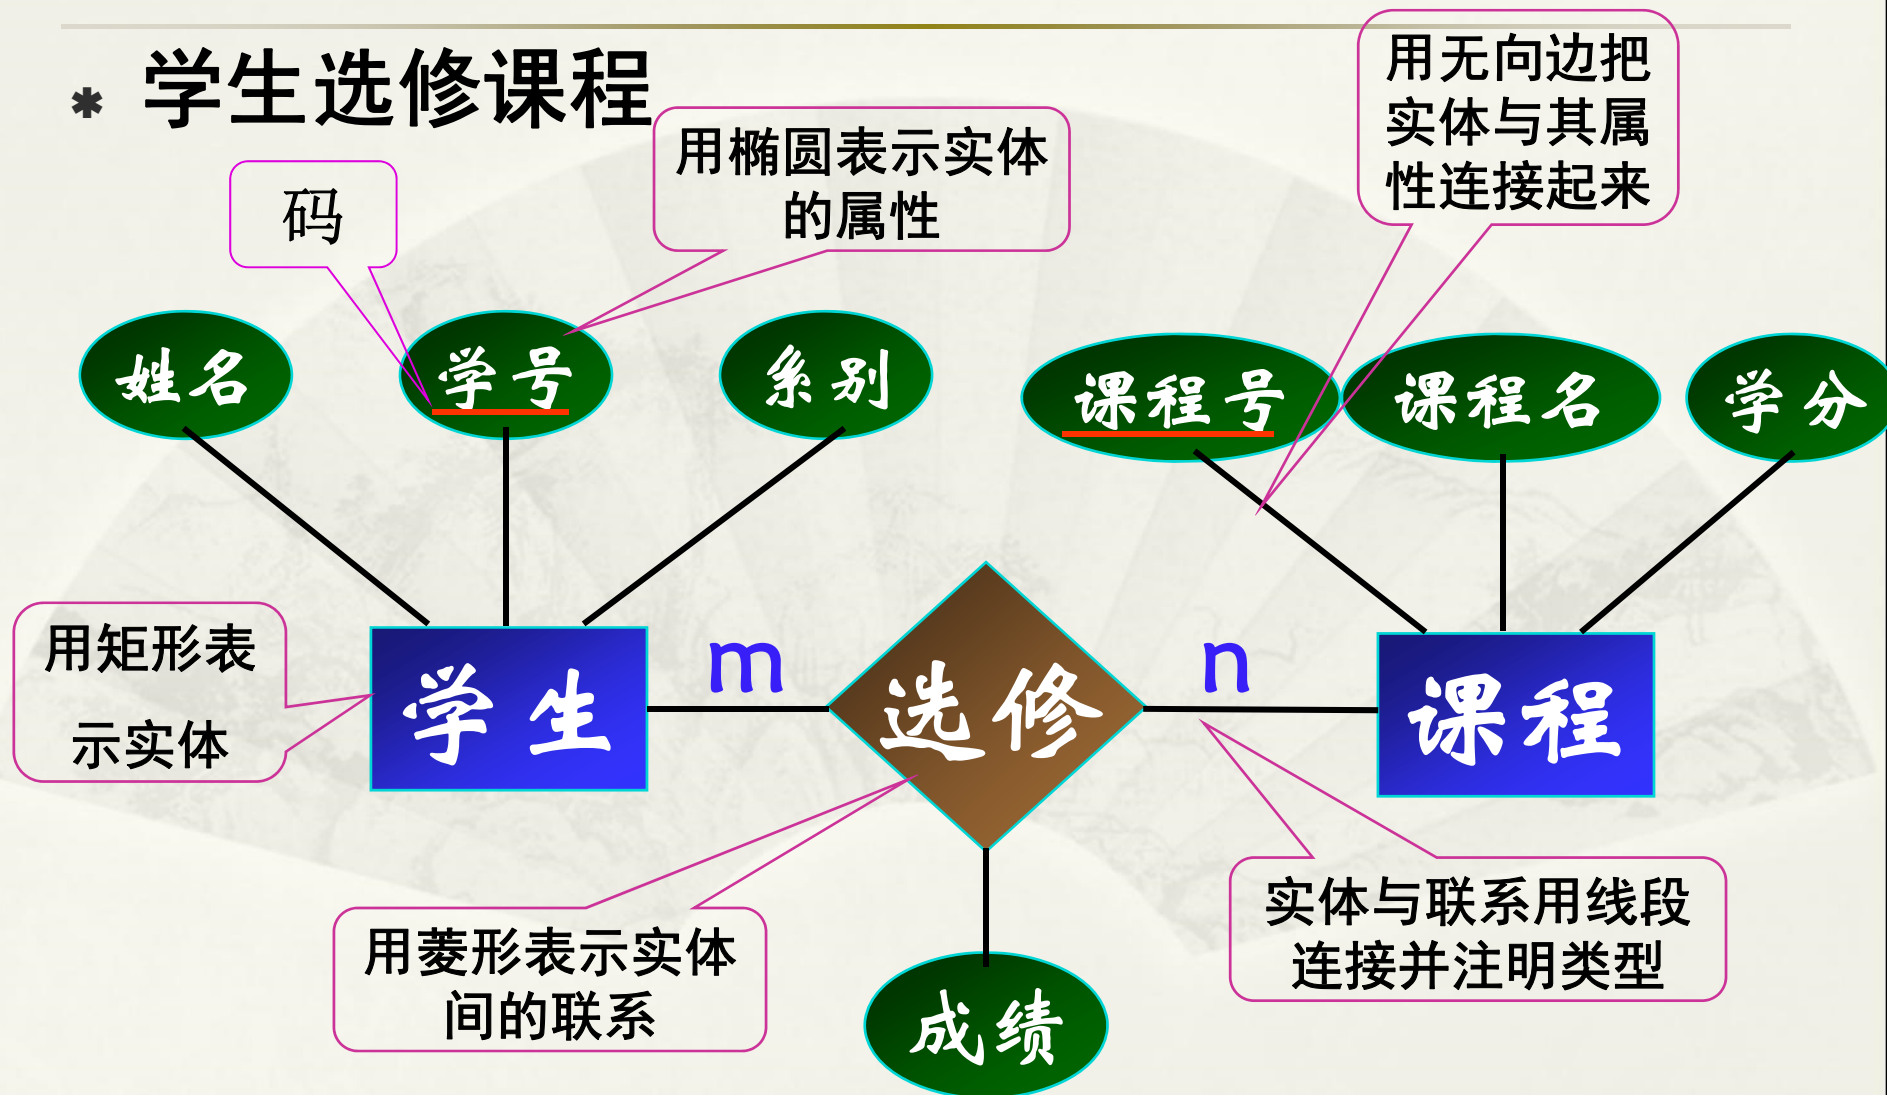 学生选修课程
用无向边把
实体与其属
性连接起来
用椭圆表示实体
的属性
码
姓名
学号
系别
课程号
课程名
学分
用矩形表
示实体
学生
m
选修
n
课程
用菱形表示实体
间的联系
实体与联系用线段
连接并注明类型
成绩